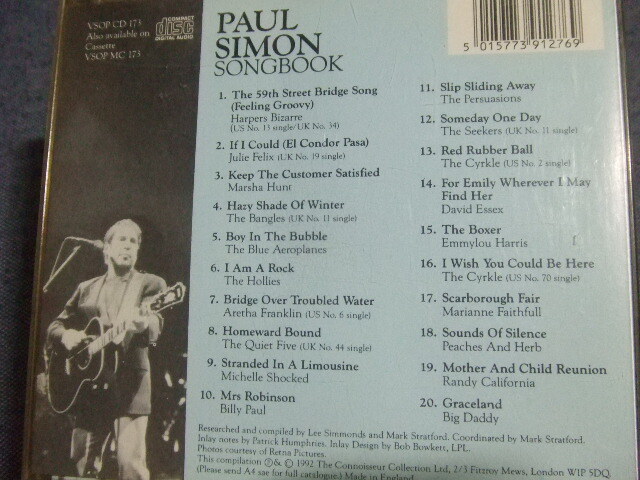 VSOP CD 173
Also available on
Cassette
VSOP MC 173
COMPACT
disc
DIGITAL AUDIO
PAUL
SIMON
SONGBOOK
5 015773 912769
1. The 59th Street Bridge Song
(Feeling Groovy)
Harpers Bizarre
(US No. 13 single/UK No. 34)
2. If I Could (El Condor Pasa)
Julie Felix (UK No. 19 single)
3. Keep The Customer Satisfied
Marsha Hunt
4. Hazy Shade Of Winter
The Bangles (UK No. 11 single)
5. Boy In The Bubble
The Blue Aeroplanes
6. I Am A Rock
The Hollies
7. Bridge Over Troubled Water
Aretha Franklin (US No. 6 single)
8. Homeward Bound
The Quiet Five (UK No. 44 single)
9. Stranded In A Limousine
Michelle Shocked
10. Mrs Robinson
Billy Paul
11. Slip Sliding Away
The Persuasions
12. Someday One Day
The Seekers (UK No. 11 single)
13. Red Rubber Ball
The Cyrkle (US No. 2 single)
14. For Emily Wherever I May
Find Her
David Essex
15. The Boxer
Emmylou Harris
16. I Wish You Could Be Here
The Cyrkle (US No. 70 single)
17. Scarborough Fair
Marianne Faithfull
18. Sounds Of Silence
Peaches And Herb
19. Mother And Child Reunion
Randy California
20. Graceland
Big Daddy
Researched and compiled by Lee Simmonds and Mark Stratford. Coordinated by Mark Stratford.
Inlay notes by Patrick Humphries. Inlay Design by Bob Bowkett, LPL.
Photos courtesy of Retna Pictures.
This compilation ℗ & © 1992 The Connoisseur Collection Ltd, 2/3 Fitzroy Mews, London W1P 5DQ.
(Please send A4 sae for full catalogue.) Made in England.